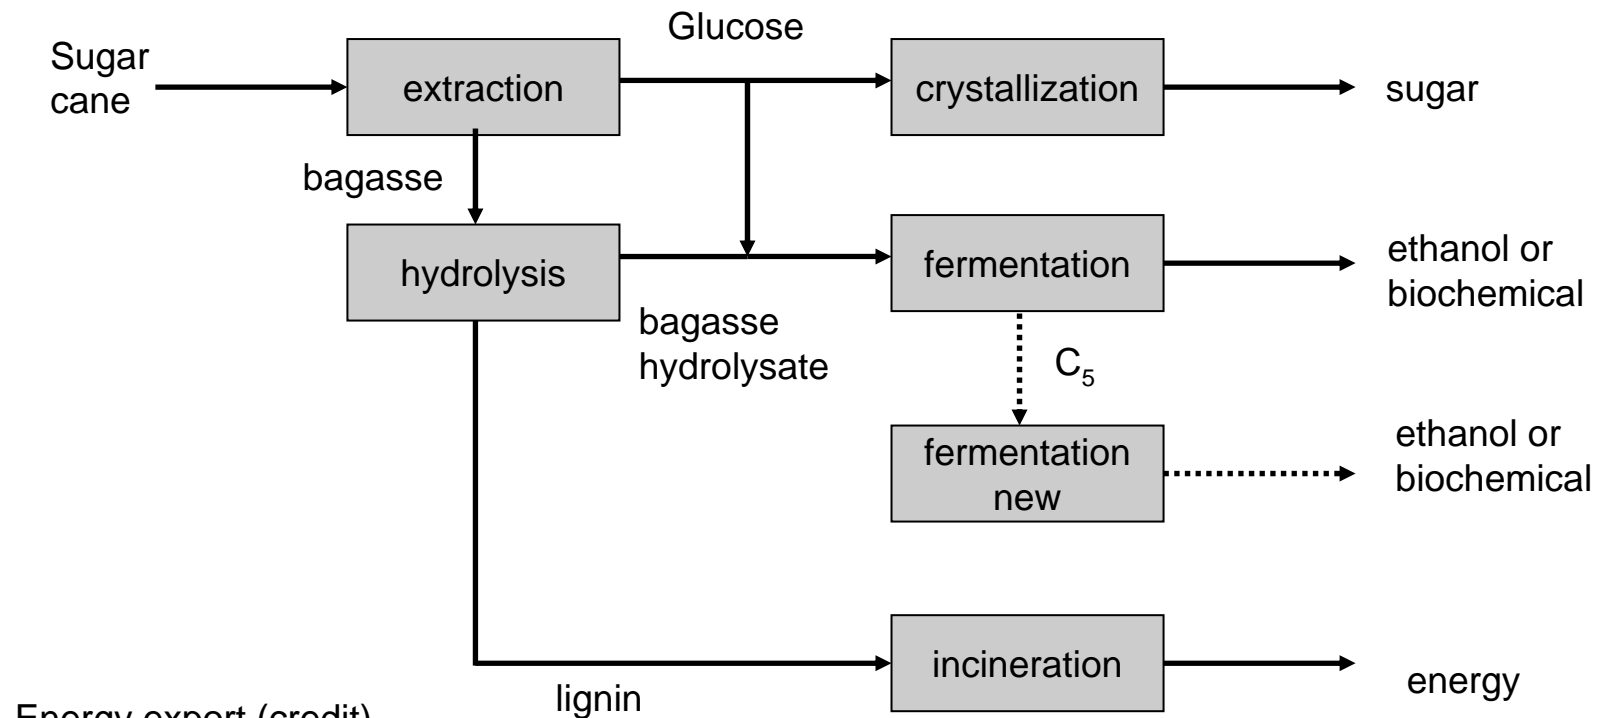 Glucose
Sugar
cane
extraction
crystallization
sugar
bagasse
hydrolysis
fermentation
ethanol or
biochemical
bagasse
hydrolysate
C₅
fermentation
new
ethanol or
biochemical
incineration
energy
lignin
Energy export (credit)